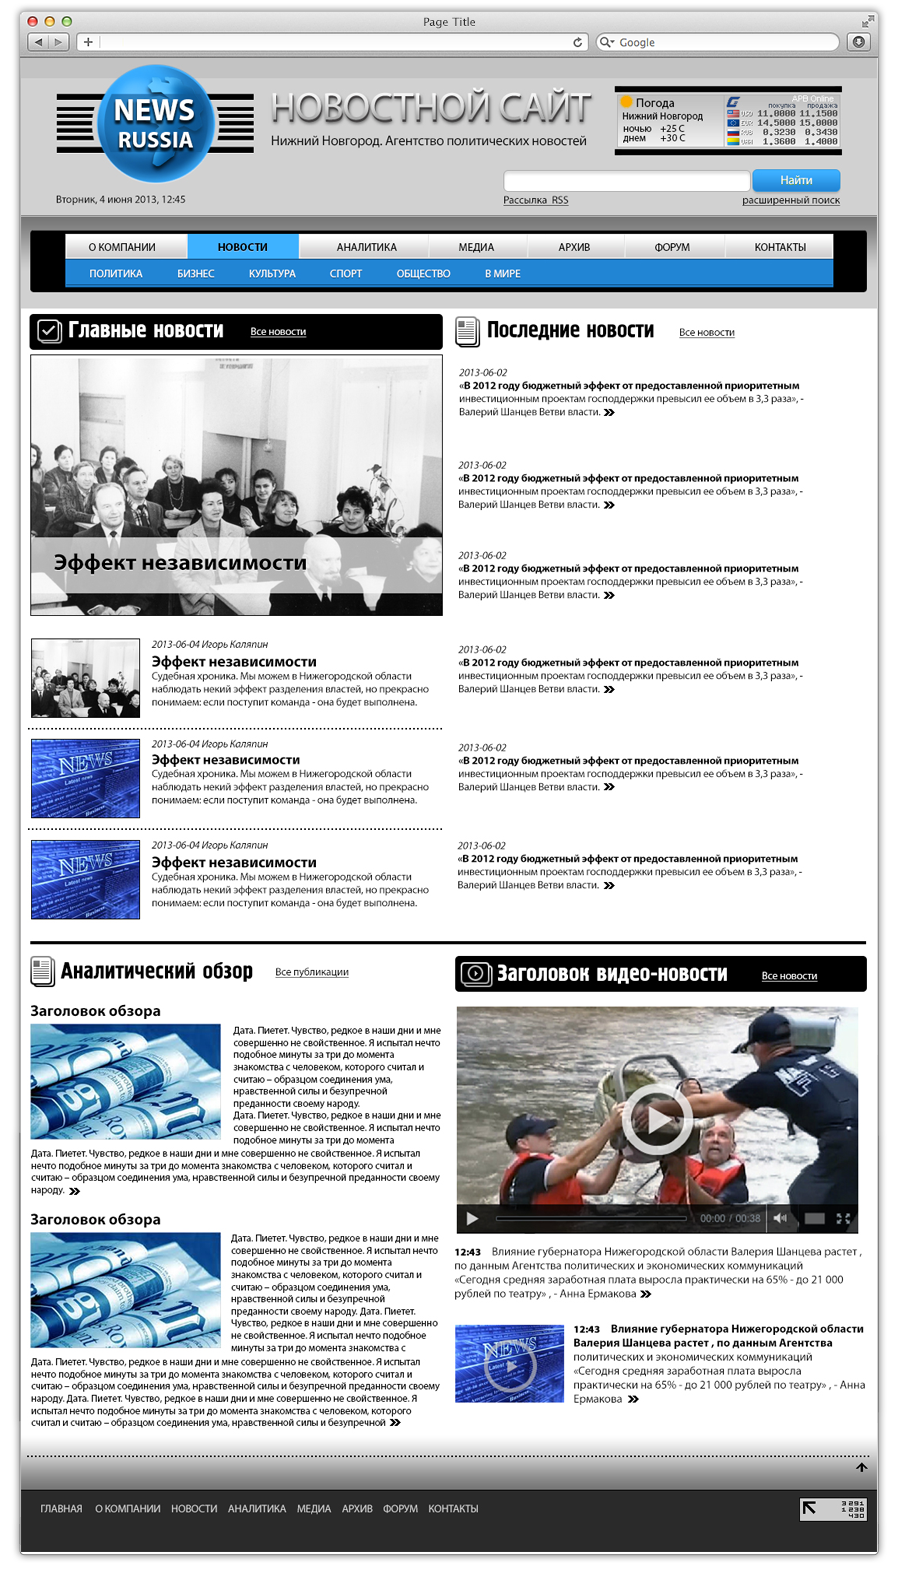 Page Title
Google
NEWS
RUSSIA
НОВОСТНОЙ САЙТ
Нижний Новгород. Агентство политических новостей
Вторник, 4 июня 2013, 12:45
Погода
Нижний Новгород
ночью +25 С
днем +30 С
APB Online
покупка продажа
USD 11.0000 11.1500
EUR 14.5000 15.0000
RUB 0.3230 0.3430
UAH 1.3600 1.4000
Найти
Рассылка RSS
расширенный поиск
О КОМПАНИИ НОВОСТИ АНАЛИТИКА МЕДИА АРХИВ ФОРУМ КОНТАКТЫ
ПОЛИТИКА БИЗНЕС КУЛЬТУРА СПОРТ ОБЩЕСТВО В МИРЕ
Главные новости Все новости
Эффект независимости
2013-06-04 Игорь Каляпин
Эффект независимости
Судебная хроника. Мы можем в Нижегородской области
наблюдать некий эффект разделения властей, но прекрасно
понимаем: если поступит команда - она будет выполнена.
NEWS
Latest news
2013-06-04 Игорь Каляпин
Эффект независимости
Судебная хроника. Мы можем в Нижегородской области
наблюдать некий эффект разделения властей, но прекрасно
понимаем: если поступит команда - она будет выполнена.
NEWS
Latest news
2013-06-04 Игорь Каляпин
Эффект независимости
Судебная хроника. Мы можем в Нижегородской области
наблюдать некий эффект разделения властей, но прекрасно
понимаем: если поступит команда - она будет выполнена.
Последние новости Все новости
2013-06-02
«В 2012 году бюджетный эффект от предоставленной приоритетным
инвестиционным проектам господдержки превысил ее объем в 3,3 раза», -
Валерий Шанцев Ветви власти.
2013-06-02
«В 2012 году бюджетный эффект от предоставленной приоритетным
инвестиционным проектам господдержки превысил ее объем в 3,3 раза», -
Валерий Шанцев Ветви власти.
2013-06-02
«В 2012 году бюджетный эффект от предоставленной приоритетным
инвестиционным проектам господдержки превысил ее объем в 3,3 раза», -
Валерий Шанцев Ветви власти.
2013-06-02
«В 2012 году бюджетный эффект от предоставленной приоритетным
инвестиционным проектам господдержки превысил ее объем в 3,3 раза», -
Валерий Шанцев Ветви власти.
2013-06-02
«В 2012 году бюджетный эффект от предоставленной приоритетным
инвестиционным проектам господдержки превысил ее объем в 3,3 раза», -
Валерий Шанцев Ветви власти.
2013-06-02
«В 2012 году бюджетный эффект от предоставленной приоритетным
инвестиционным проектам господдержки превысил ее объем в 3,3 раза», -
Валерий Шанцев Ветви власти.
Аналитический обзор Все публикации
Заголовок обзора
Дата. Пиетет. Чувство, редкое в наши дни и мне
совершенно не свойственное. Я испытал нечто
подобное минуты за три до момента
знакомства с человеком, которого считал и
считаю – образцом соединения ума,
нравственной силы и безупречной
преданности своему народу.
Дата. Пиетет. Чувство, редкое в наши дни и мне
совершенно не свойственное. Я испытал нечто
подобное минуты за три до момента
Дата. Пиетет. Чувство, редкое в наши дни и мне совершенно не свойственное. Я испытал
нечто подобное минуты за три до момента знакомства с человеком, которого считал и
считаю – образцом соединения ума, нравственной силы и безупречной преданности своему
народу.
Заголовок обзора
Дата. Пиетет. Чувство, редкое в наши дни и мне
совершенно не свойственное. Я испытал нечто
подобное минуты за три до момента
знакомства с человеком, которого считал и
считаю – образцом соединения ума,
нравственной силы и безупречной
преданности своему народу. Дата. Пиетет.
Чувство, редкое в наши дни и мне совершенно
не свойственное. Я испытал нечто подобное
минуты за три до момента знакомства с
Дата. Пиетет. Чувство, редкое в наши дни и мне совершенно не свойственное. Я испытал
нечто подобное минуты за три до момента знакомства с человеком, которого считал и
считаю – образцом соединения ума, нравственной силы и безупречной преданности своему
народу. Дата. Пиетет. Чувство, редкое в наши дни и мне совершенно не свойственное. Я
испытал нечто подобное минуты за три до момента знакомства с человеком, которого
считал и считаю – образцом соединения ума, нравственной силы и безупречной
Заголовок видео-новости Все новости
00:00 / 00:38
12:43 Влияние губернатора Нижегородской области Валерия Шанцева растет ,
по данным Агентства политических и экономических коммуникаций
«Сегодня средняя заработная плата выросла практически на 65% - до 21 000
рублей по театру» , - Анна Ермакова
NEWS
12:43 Влияние губернатора Нижегородской области
Валерия Шанцева растет , по данным Агентства
политических и экономических коммуникаций
«Сегодня средняя заработная плата выросла
практически на 65% - до 21 000 рублей по театру» , - Анна
Ермакова
ГЛАВНАЯ О КОМПАНИИ НОВОСТИ АНАЛИТИКА МЕДИА АРХИВ ФОРУМ КОНТАКТЫ
3291
1238
430